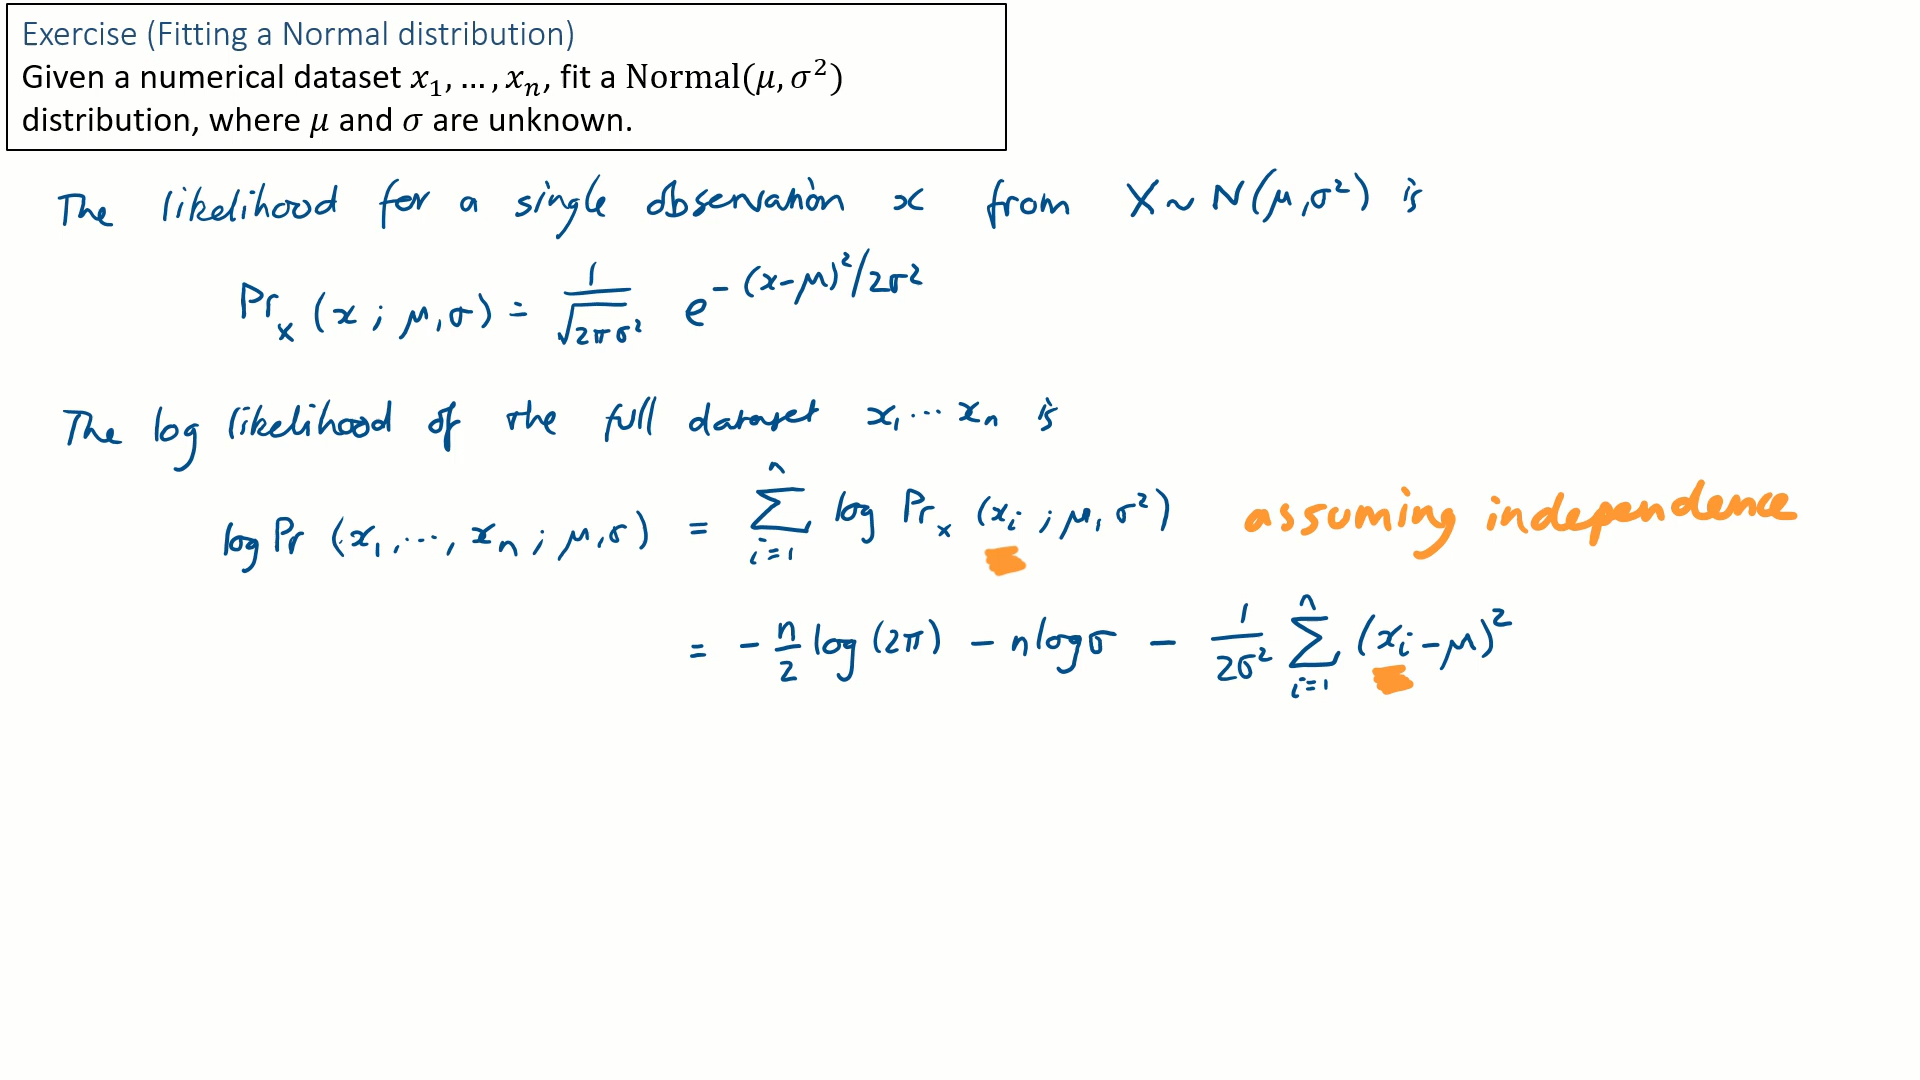 Exercise (Fitting a Normal distribution)
Given a numerical dataset x₁, … , xₙ, fit a Normal(μ, σ²)
distribution, where μ and σ are unknown.
The likelihood for a single observation x from X ~ N(μ, σ²) is
Pr_X (x ; μ, σ) = 1/√(2πσ²) e^(-(x-μ)²/2σ²)
The log likelihood of the full dataset x₁ ⋯ xₙ is
log Pr (x₁, ⋯, xₙ ; μ, σ) = Σ_{i=1}^{n} log Pr_X (xᵢ ; μ, σ²) assuming independence
= - n/2 log (2π) - n log σ - 1/2σ² Σ_{i=1}^{n} (xᵢ - μ)²